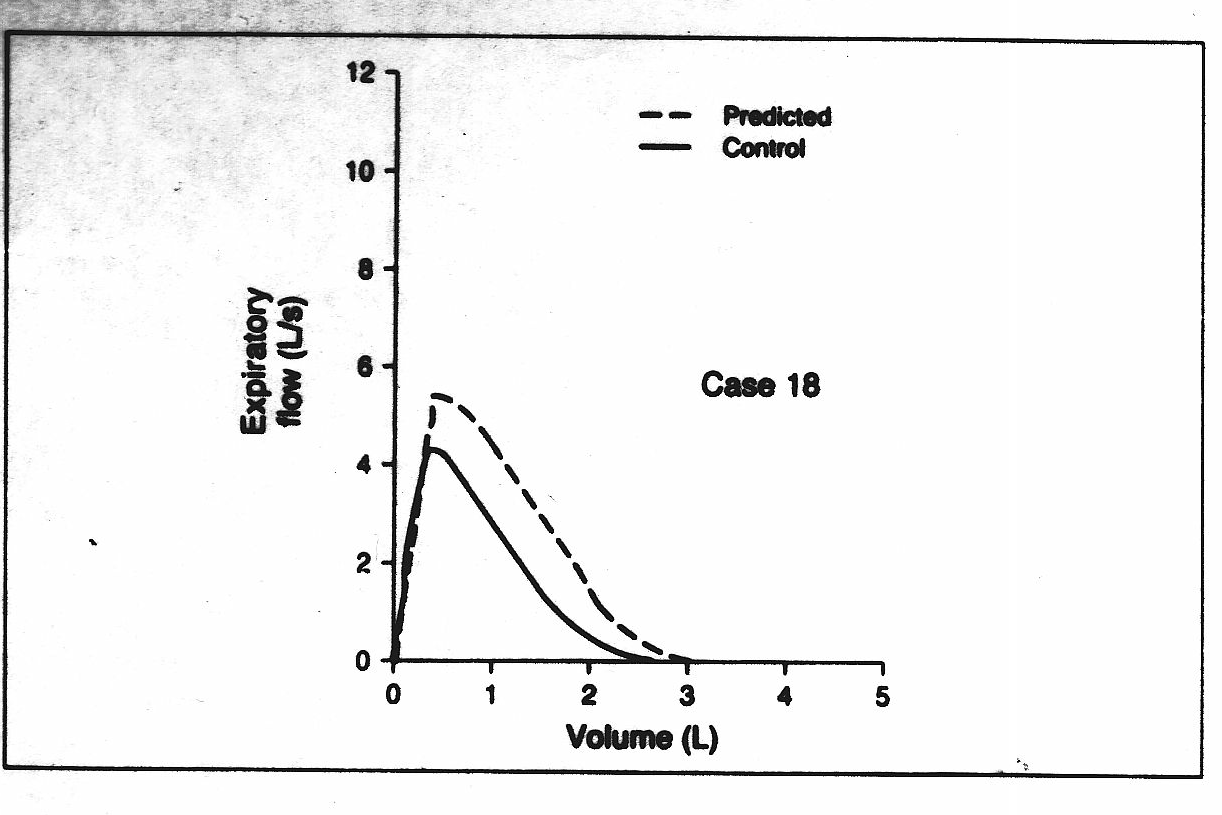 12
10
8
6
4
2
0
Expiratory
flow (L/s)
Predicted
Control
Case 18
0 1 2 3 4 5
Volume (L)